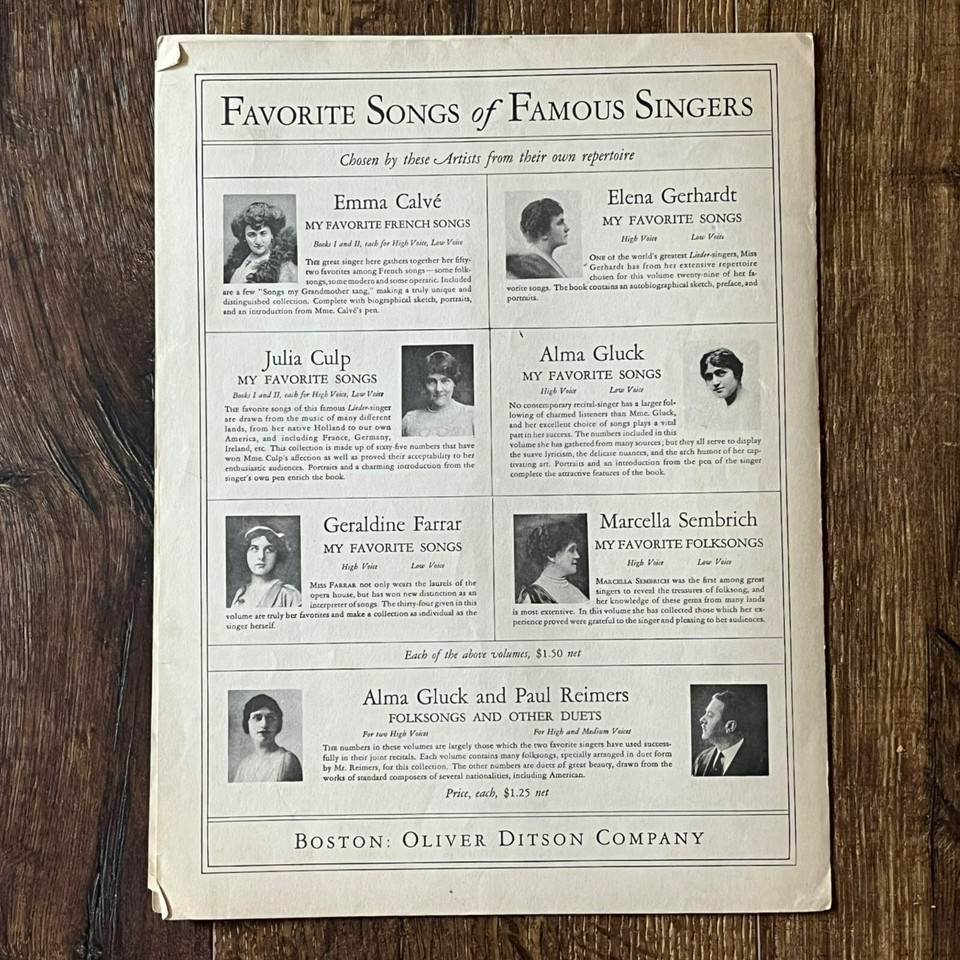 FAVORITE SONGS of FAMOUS SINGERS
Chosen by these Artists from their own repertoire
Emma Calvé
MY FAVORITE FRENCH SONGS
Books I and II, each for High Voice, Low Voice
THE great singer here gathers together her fifty-
two favorites among French songs—some folk-
songs, some modern and some operatic. Included
are a few "Songs my Grandmother sang," making a truly unique and
distinguished collection. Complete with biographical sketch, portraits,
and an introduction from Mme. Calvé's pen.
Elena Gerhardt
MY FAVORITE SONGS
High Voice Low Voice
ONE of the world's greatest Lieder-singers, Miss
Gerhardt has from her extensive repertoire
chosen for this volume twenty-nine of her fa-
vorite songs. The book contains an autobiographical sketch, preface, and
portraits.
Julia Culp
MY FAVORITE SONGS
Books I and II, each for High Voice, Low Voice
THE favorite songs of this famous Lieder-singer
are drawn from the music of many different
lands, from her native Holland to our own
America, and including France, Germany,
Ireland, etc. This collection is made up of sixty-five numbers that have
won Mme. Culp's affection as well as proved their acceptability to her
enthusiastic audiences. Portraits and a charming introduction from the
singer's own pen enrich the book.
Alma Gluck
MY FAVORITE SONGS
High Voice Low Voice
No contemporary recital-singer has a larger fol-
lowing of charmed listeners than Mme. Gluck,
and her excellent choice of songs plays a vital
part in her success. The numbers included in this
volume she has gathered from many sources; but they all serve to display
the suave lyricism, the delicate nuances, and the arch humor of her cap-
tivating art. Portraits and an introduction from the pen of the singer
complete the attractive features of the book.
Geraldine Farrar
MY FAVORITE SONGS
High Voice Low Voice
MISS FARRAR not only wears the laurels of the
opera house, but has won new distinction as an
interpreter of songs. The thirty-four given in this
volume are truly her favorites and make a collection as individual as the
singer herself.
Marcella Sembrich
MY FAVORITE FOLKSONGS
High Voice Low Voice
MARCELLA SEMBRICH was the first among great
singers to reveal the treasures of folksong, and
her knowledge of these gems from many lands
is most extensive. In this volume she has collected those which her ex-
perience proved were grateful to the singer and pleasing to her audiences.
Each of the above volumes, $1.50 net
Alma Gluck and Paul Reimers
FOLKSONGS AND OTHER DUETS
For two High Voices For High and Medium Voices
THE numbers in these volumes are largely those which the two favorite singers have used success-
fully in their joint recitals. Each volume contains many folksongs, specially arranged in duet form
by Mr. Reimers, for this collection. The other numbers are duets of great beauty, drawn from the
works of standard composers of several nationalities, including American.
Price, each, $1.25 net
BOSTON: OLIVER DITSON COMPANY